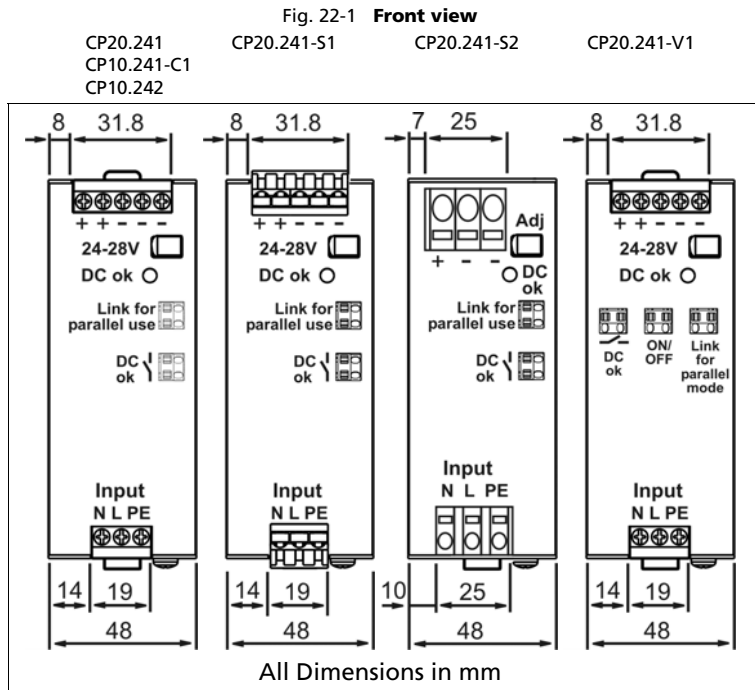 Fig. 22-1 Front view
CP20.241 CP20.241-S1 CP20.241-S2 CP20.241-V1
CP10.241-C1
CP10.242
8 31.8
+ + – – –
24-28V
DC ok
Link for
parallel use
DC
ok
Input
N L PE
14 19
48
8 31.8
+ + – – –
24-28V
DC ok
Link for
parallel use
DC
ok
Input
N L PE
14 19
48
7 25
Adj
+ – –
DC
ok
Link for
parallel use
DC
ok
Input
N L PE
10 25
48
8 31.8
+ + – – –
24-28V
DC ok
DC
ok
ON/
OFF
Link
for
parallel
mode
Input
N L PE
14 19
48
All Dimensions in mm